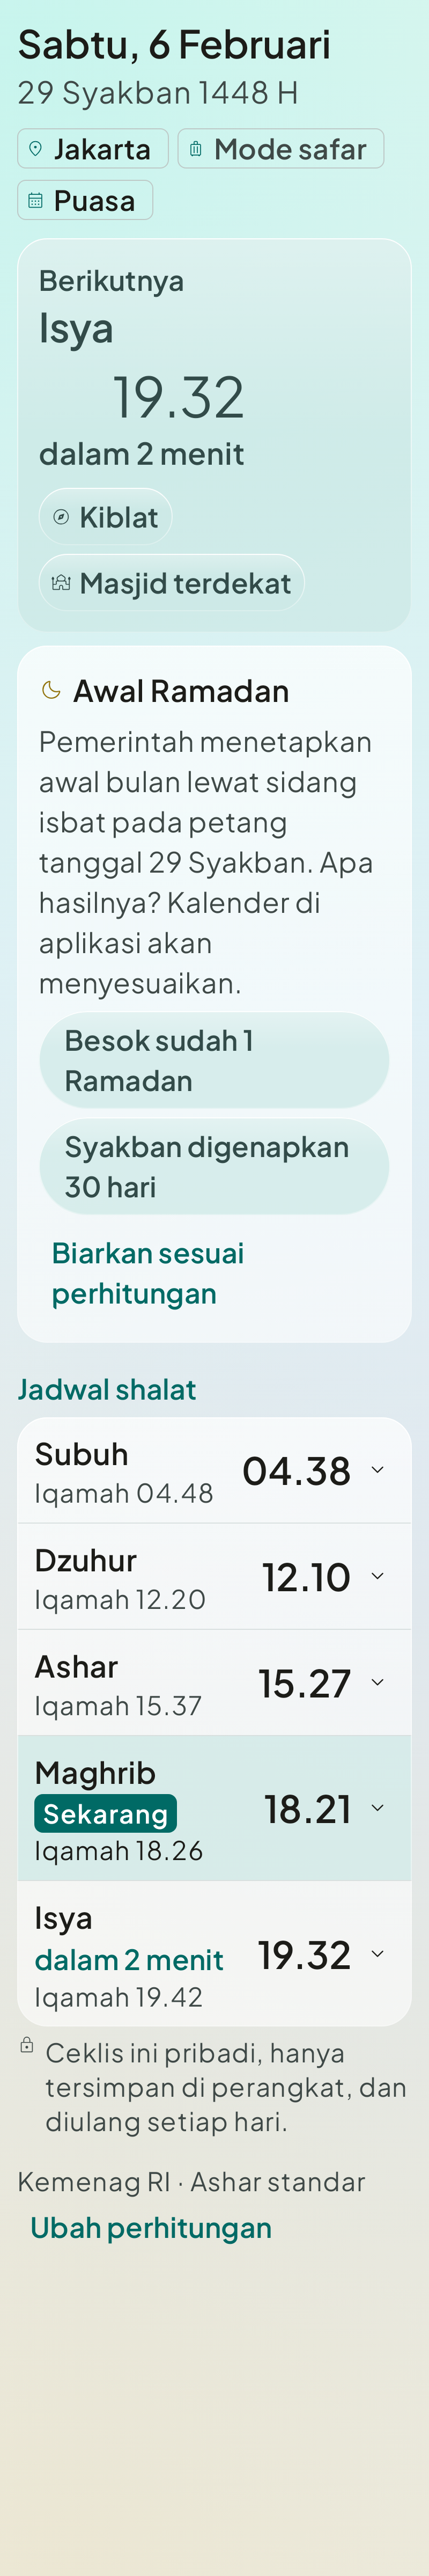 Sabtu, 6 Februari
29 Syakban 1448 H
Jakarta
Mode safar
Puasa
Berikutnya
Isya
19.32
dalam 2 menit
Kiblat
Masjid terdekat
Awal Ramadan
Pemerintah menetapkan
awal bulan lewat sidang
isbat pada petang
tanggal 29 Syakban. Apa
hasilnya? Kalender di
aplikasi akan
menyesuaikan.
Besok sudah 1
Ramadan
Syakban digenapkan
30 hari
Biarkan sesuai
perhitungan
Jadwal shalat
Subuh
Iqamah 04.48
04.38
Dzuhur
Iqamah 12.20
12.10
Ashar
Iqamah 15.37
15.27
Maghrib
Sekarang
Iqamah 18.26
18.21
Isya
dalam 2 menit
Iqamah 19.42
19.32
Ceklis ini pribadi, hanya
tersimpan di perangkat, dan
diulang setiap hari.
Kemenag RI · Ashar standar
Ubah perhitungan